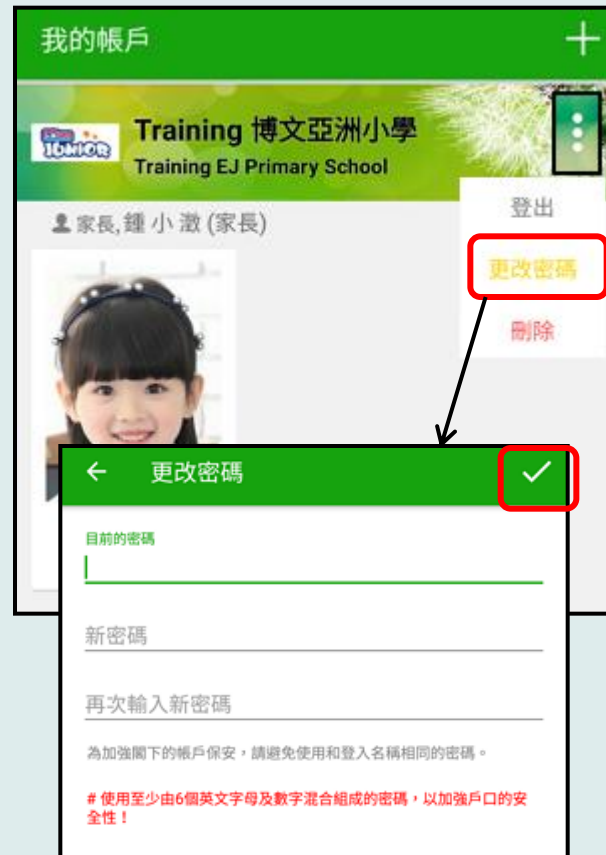 我的帳戶
JUNIOR
Training 博文亞洲小學
Training EJ Primary School
家長,鍾 小 澂 (家長)
登出
更改密碼
刪除
更改密碼
目前的密碼
新密碼
再次輸入新密碼
為加強閣下的帳戶保安，請避免使用和登入名稱相同的密碼。
# 使用至少由6個英文字母及數字混合組成的密碼，以加強戶口的安
全性！